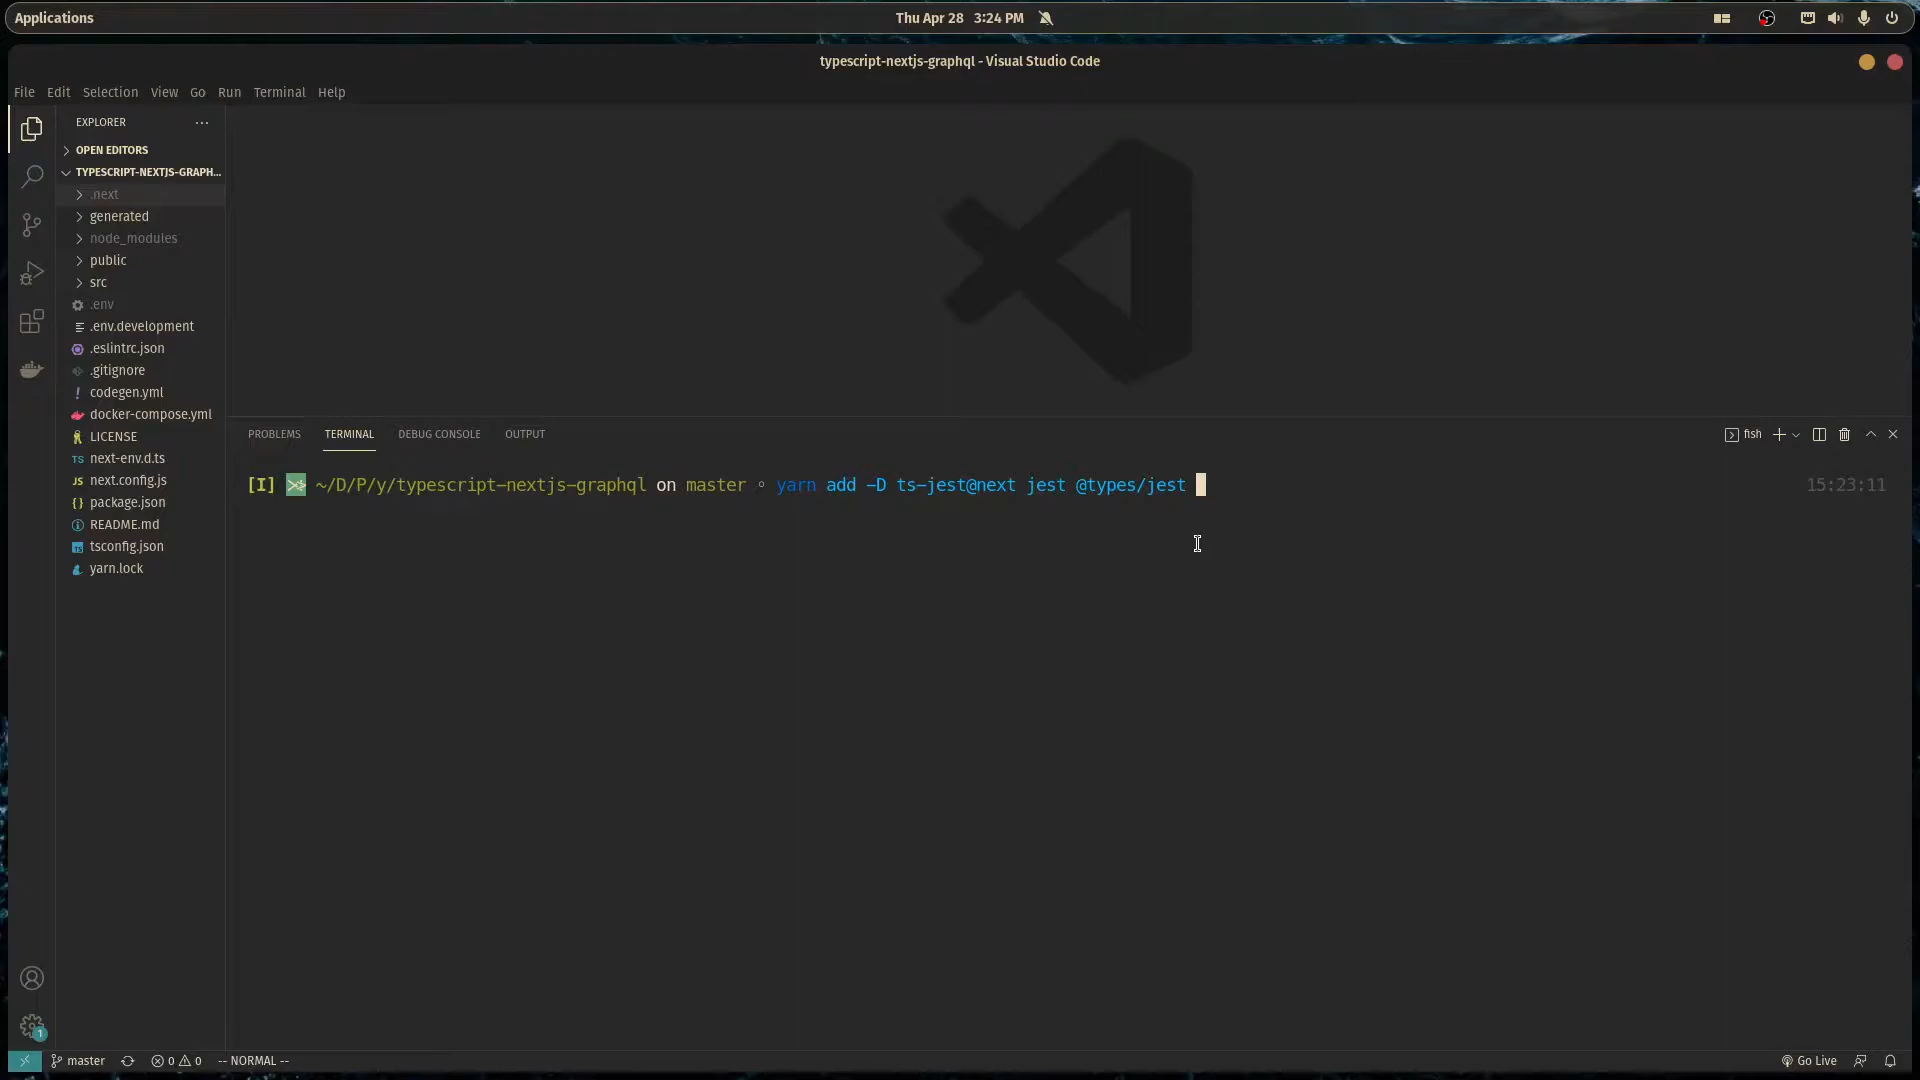 Applications
Thu Apr 28 3:24 PM
typescript-nextjs-graphql - Visual Studio Code
File Edit Selection View Go Run Terminal Help
EXPLORER ...
OPEN EDITORS
TYPESCRIPT-NEXTJS-GRAPH...
.next
generated
node_modules
public
src
.env
.env.development
.eslintrc.json
.gitignore
codegen.yml
docker-compose.yml
LICENSE
next-env.d.ts
next.config.js
package.json
README.md
tsconfig.json
yarn.lock
PROBLEMS TERMINAL DEBUG CONSOLE OUTPUT
fish
[I] ~/D/P/y/typescript-nextjs-graphql on master ◦ yarn add -D ts-jest@next jest @types/jest 15:23:11
1
master 0 0 -- NORMAL --
Go Live